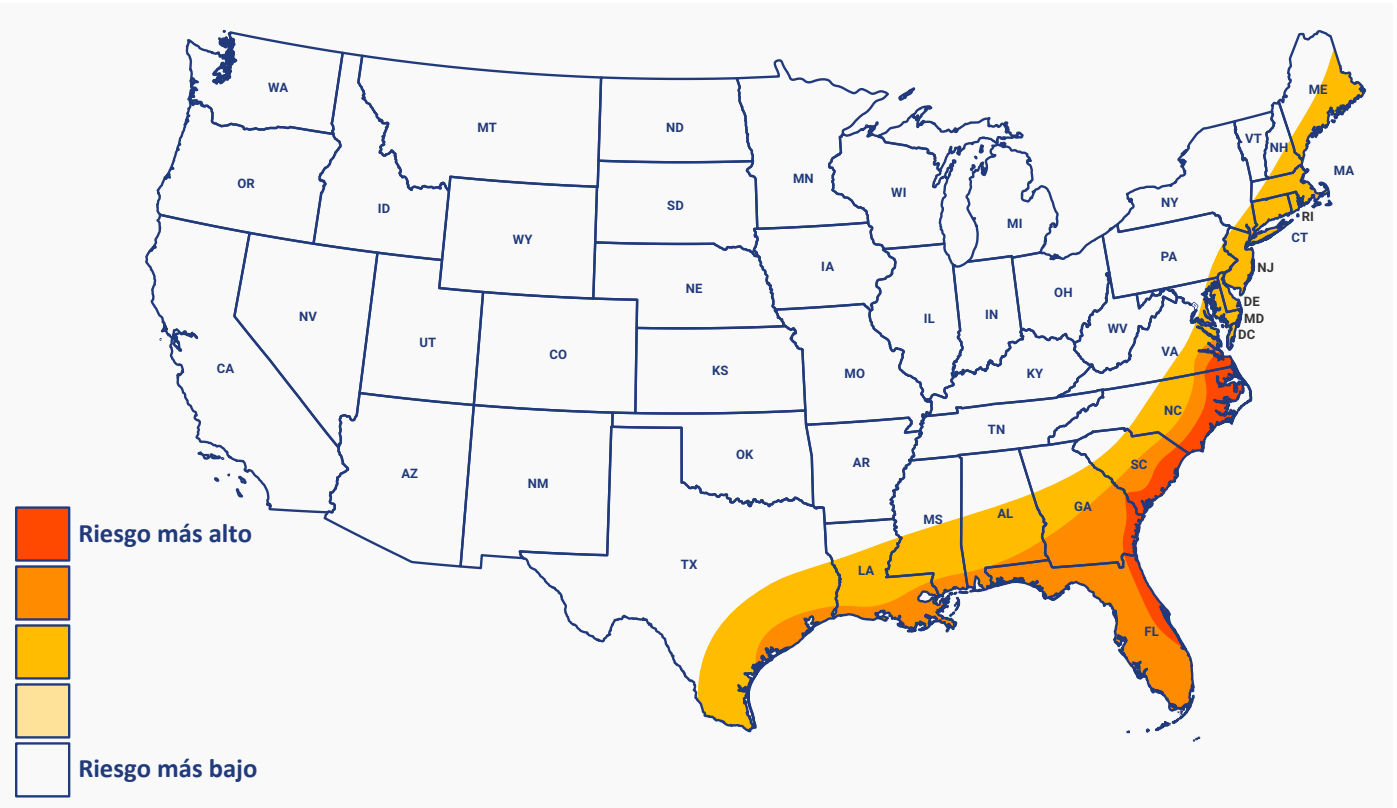 WA
MT
ND
MN
OR
ID
SD
WI
MI
WY
NY
VT
NH
ME
MA
RI
CT
PA
NJ
IA
NE
OH
DE
MD
DC
NV
UT
CO
IL
IN
WV
VA
CA
KS
MO
KY
NC
TN
AZ
NM
OK
AR
SC
MS
AL
GA
TX
LA
FL
Riesgo más alto
Riesgo más bajo